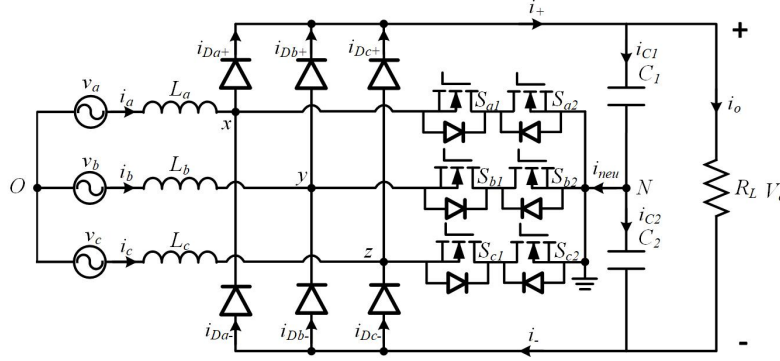 i+
iDa+ iDb+ iDc+
iC1
C1
va ia La
Sa1 Sa2
x
io
vb ib Lb
Sb1 Sb2
O y
ineu N
RL
vc ic Lc
iC2
C2
z
Sc1 Sc2
iDa- iDb- iDc-
i-
+
-